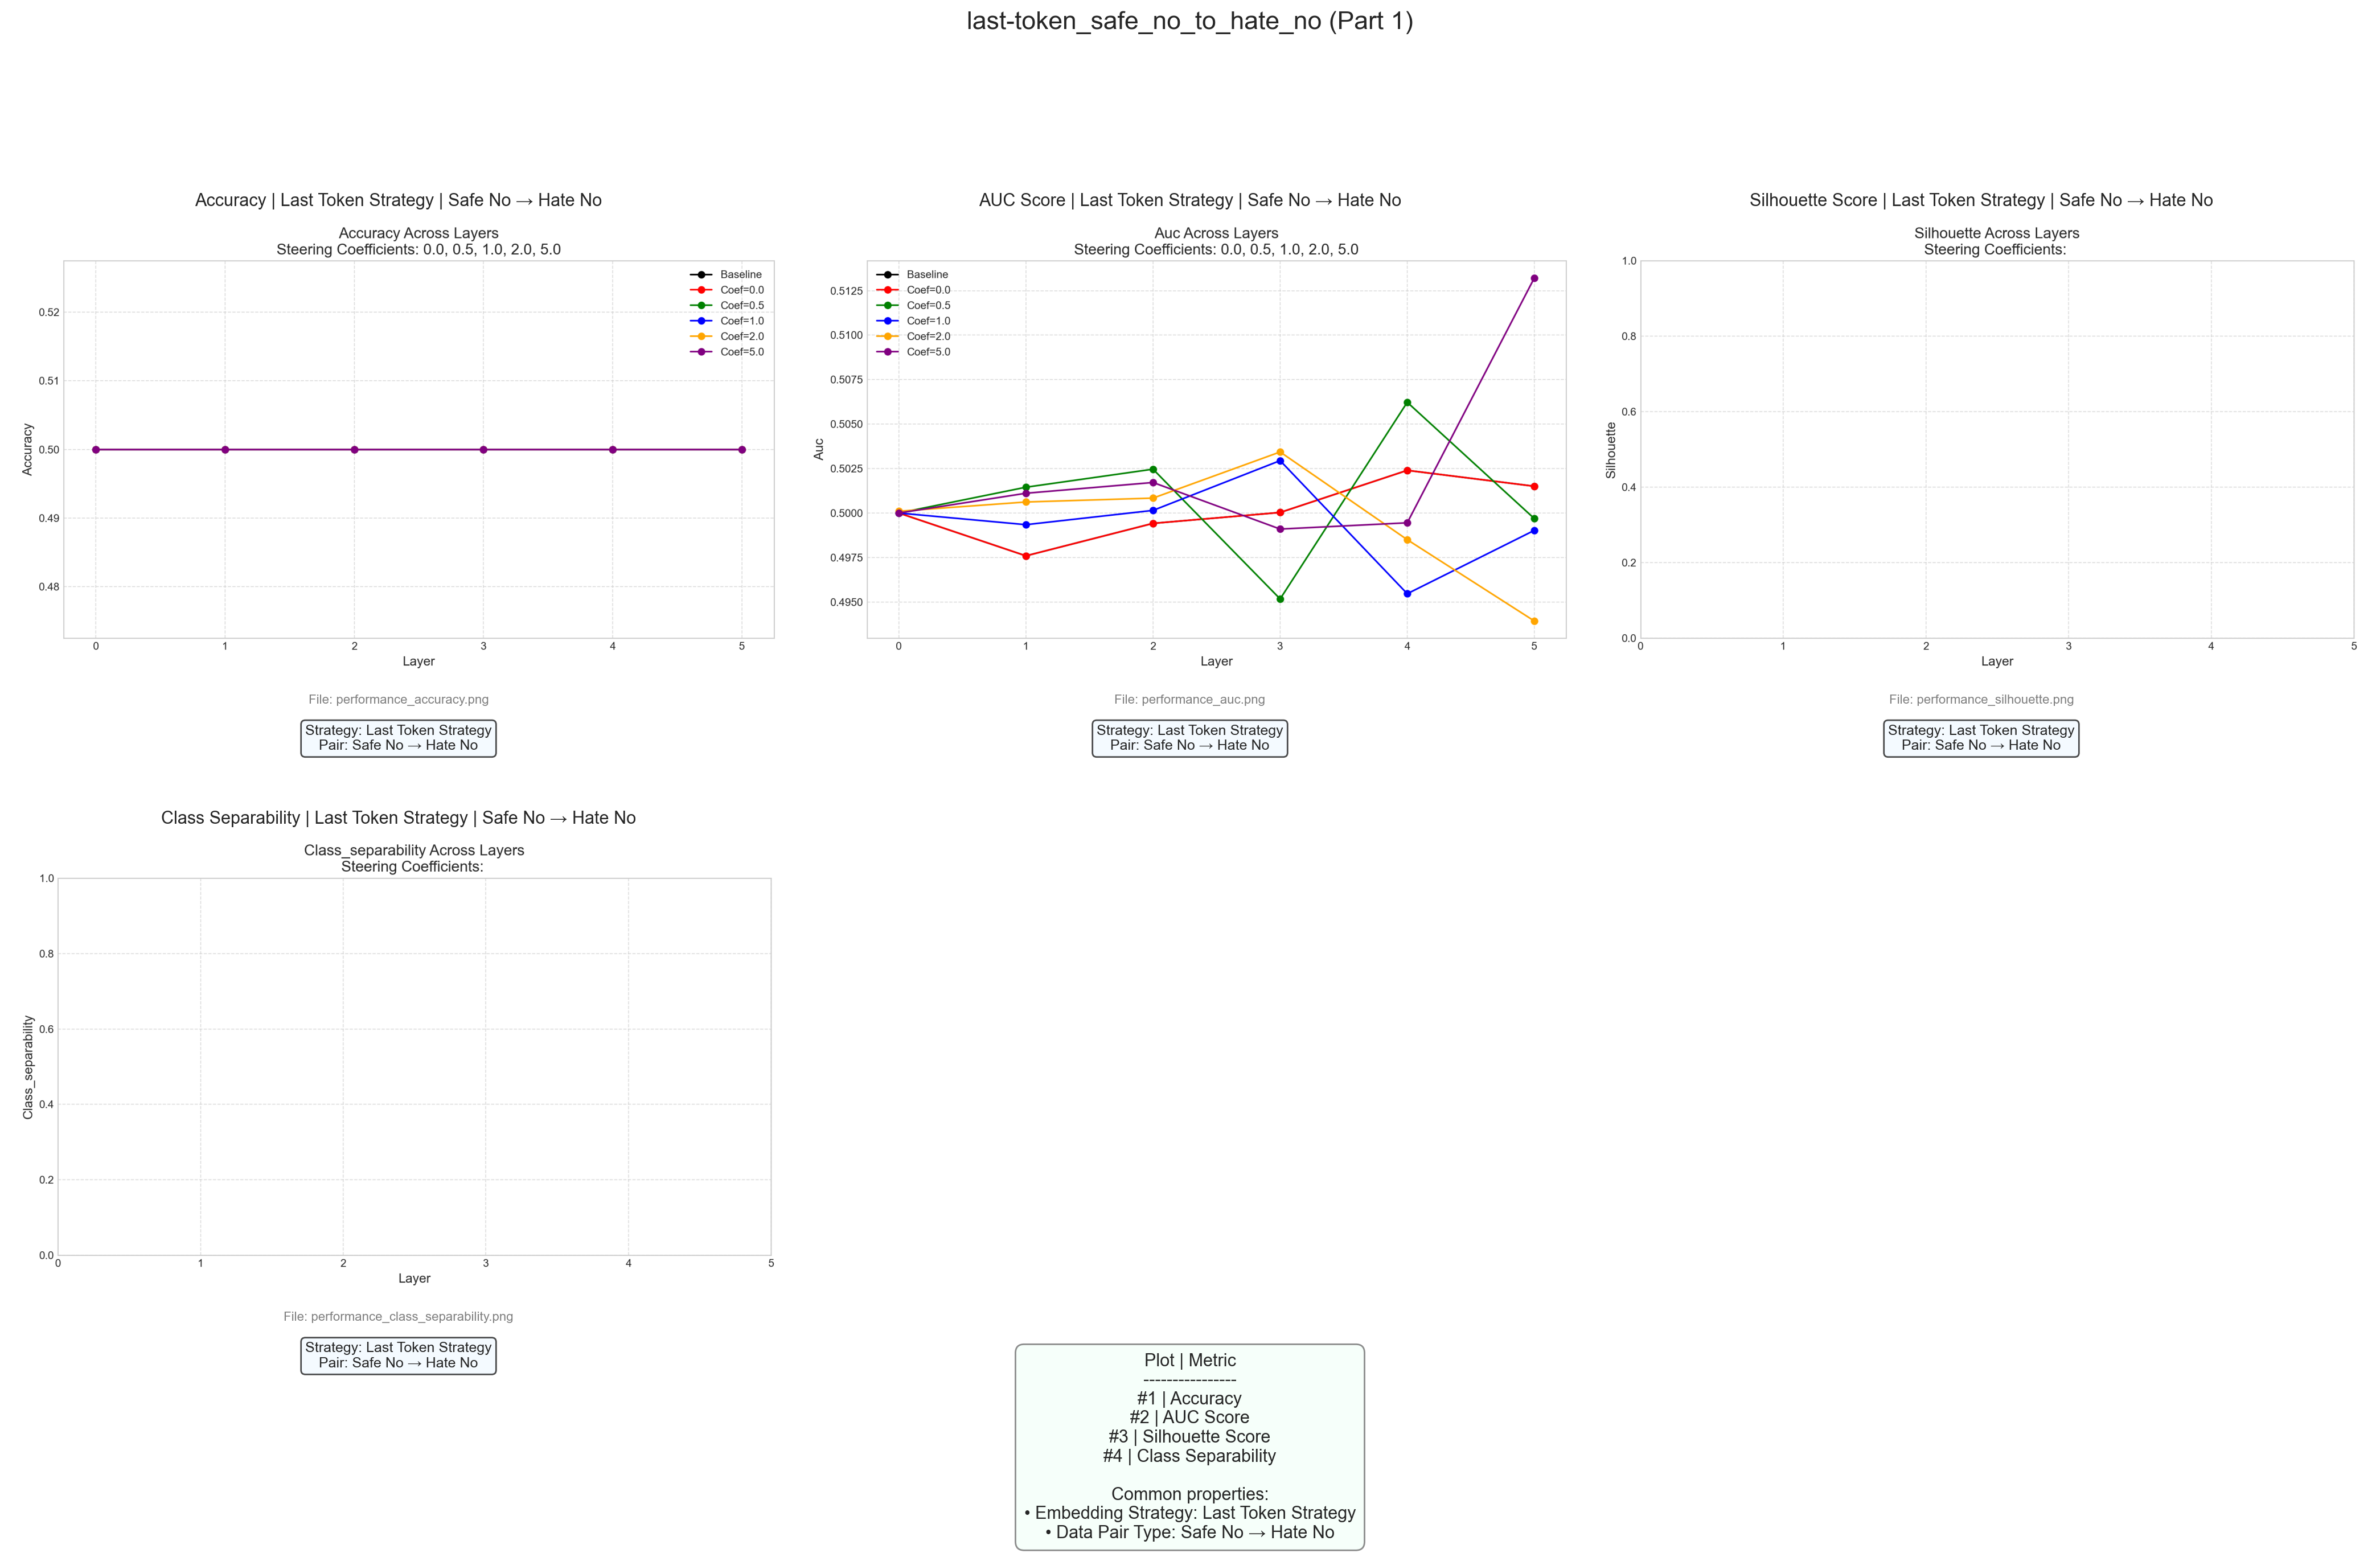 last-token_safe_no_to_hate_no (Part 1)
Accuracy | Last Token Strategy | Safe No → Hate No
Accuracy Across Layers
Steering Coefficients: 0.0, 0.5, 1.0, 2.0, 5.0
Baseline
Coef=0.0
Coef=0.5
Coef=1.0
Coef=2.0
Coef=5.0
0.52
0.51
0.50
0.49
0.48
Accuracy
0 1 2 3 4 5
Layer
File: performance_accuracy.png
Strategy: Last Token Strategy
Pair: Safe No → Hate No
AUC Score | Last Token Strategy | Safe No → Hate No
Auc Across Layers
Steering Coefficients: 0.0, 0.5, 1.0, 2.0, 5.0
Baseline
Coef=0.0
Coef=0.5
Coef=1.0
Coef=2.0
Coef=5.0
0.5125
0.5100
0.5075
0.5050
0.5025
0.5000
0.4975
0.4950
Auc
0 1 2 3 4 5
Layer
File: performance_auc.png
Strategy: Last Token Strategy
Pair: Safe No → Hate No
Silhouette Score | Last Token Strategy | Safe No → Hate No
Silhouette Across Layers
Steering Coefficients:
1.0
0.8
0.6
0.4
0.2
0.0
Silhouette
0 1 2 3 4 5
Layer
File: performance_silhouette.png
Strategy: Last Token Strategy
Pair: Safe No → Hate No
Class Separability | Last Token Strategy | Safe No → Hate No
Class_separability Across Layers
Steering Coefficients:
1.0
0.8
0.6
0.4
0.2
0.0
Class_separability
0 1 2 3 4 5
Layer
File: performance_class_separability.png
Strategy: Last Token Strategy
Pair: Safe No → Hate No
Plot | Metric
----------------
#1 | Accuracy
#2 | AUC Score
#3 | Silhouette Score
#4 | Class Separability
Common properties:
• Embedding Strategy: Last Token Strategy
• Data Pair Type: Safe No → Hate No